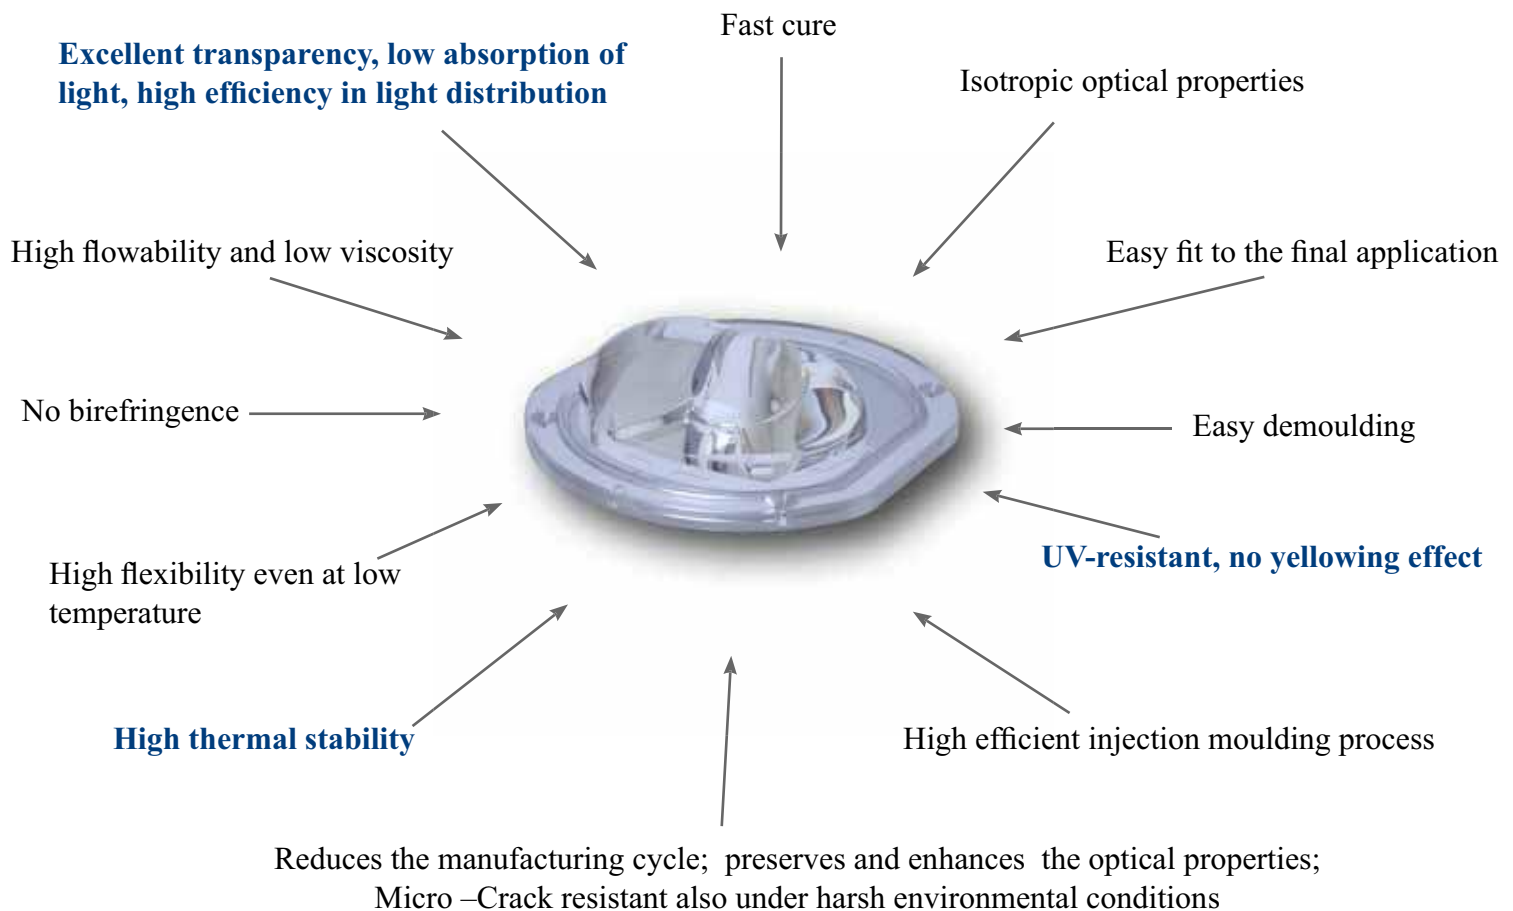 Fast cure
Excellent transparency, low absorption of
light, high efficiency in light distribution
Isotropic optical properties
High flowability and low viscosity
Easy fit to the final application
No birefringence
Easy demoulding
UV-resistant, no yellowing effect
High flexibility even at low
temperature
High thermal stability
High efficient injection moulding process
Reduces the manufacturing cycle;  preserves and enhances  the optical properties;
Micro –Crack resistant also under harsh environmental conditions